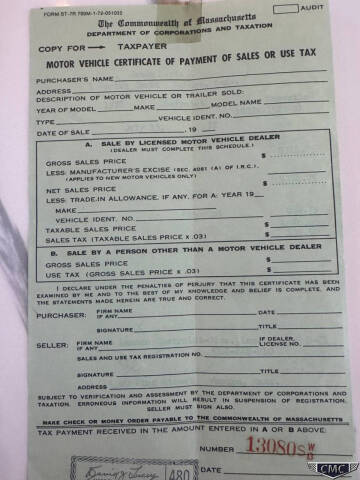 FORM ST-7R 750M-1-72-051022
AUDIT
The Commonwealth of Massachusetts
DEPARTMENT OF CORPORATIONS AND TAXATION
COPY FOR → TAXPAYER
MOTOR VEHICLE CERTIFICATE OF PAYMENT OF SALES OR USE TAX
PURCHASER'S NAME
ADDRESS
DESCRIPTION OF MOTOR VEHICLE OR TRAILER SOLD:
YEAR OF MODEL MAKE MODEL NAME
TYPE VEHICLE IDENT. NO.
DATE OF SALE , 19
A. SALE BY LICENSED MOTOR VEHICLE DEALER
(DEALER MUST COMPLETE THIS SCHEDULE.)
GROSS SALES PRICE $
LESS: MANUFACTURER'S EXCISE (SEC. 4061 (A) OF I.R.C.),
(APPLIES TO NEW MOTOR VEHICLES ONLY)
NET SALES PRICE $
LESS: TRADE-IN ALLOWANCE, IF ANY, FOR A: YEAR 19
MAKE
VEHICLE IDENT. NO.
TAXABLE SALES PRICE $
SALES TAX (TAXABLE SALES PRICE x .03) $
B. SALE BY A PERSON OTHER THAN A MOTOR VEHICLE DEALER
GROSS SALES PRICE $
USE TAX (GROSS SALES PRICE x .03) $
I DECLARE UNDER THE PENALTIES OF PERJURY THAT THIS CERTIFICATE HAS BEEN
EXAMINED BY ME AND TO THE BEST OF MY KNOWLEDGE AND BELIEF IS COMPLETE, AND
THE STATEMENTS MADE HEREIN ARE TRUE AND CORRECT.
PURCHASER: FIRM NAME IF ANY DATE
SIGNATURE TITLE
SELLER: FIRM NAME IF ANY IF DEALER, LICENSE NO.
SALES AND USE TAX REGISTRATION NO.
SIGNATURE TITLE
ADDRESS DATE
SUBJECT TO VERIFICATION AND ASSESSMENT BY THE DEPARTMENT OF CORPORATIONS AND
TAXATION. ERRONEOUS INFORMATION WILL RESULT IN SUSPENSION OF REGISTRATION.
SELLER MUST SIGN ALSO.
MAKE CHECK OR MONEY ORDER PAYABLE TO THE COMMONWEALTH OF MASSACHUSETTS
TAX PAYMENT RECEIVED IN THE AMOUNT ENTERED IN A OR B ABOVE:
NUMBER 13080S W/B
480
DATE
CMC